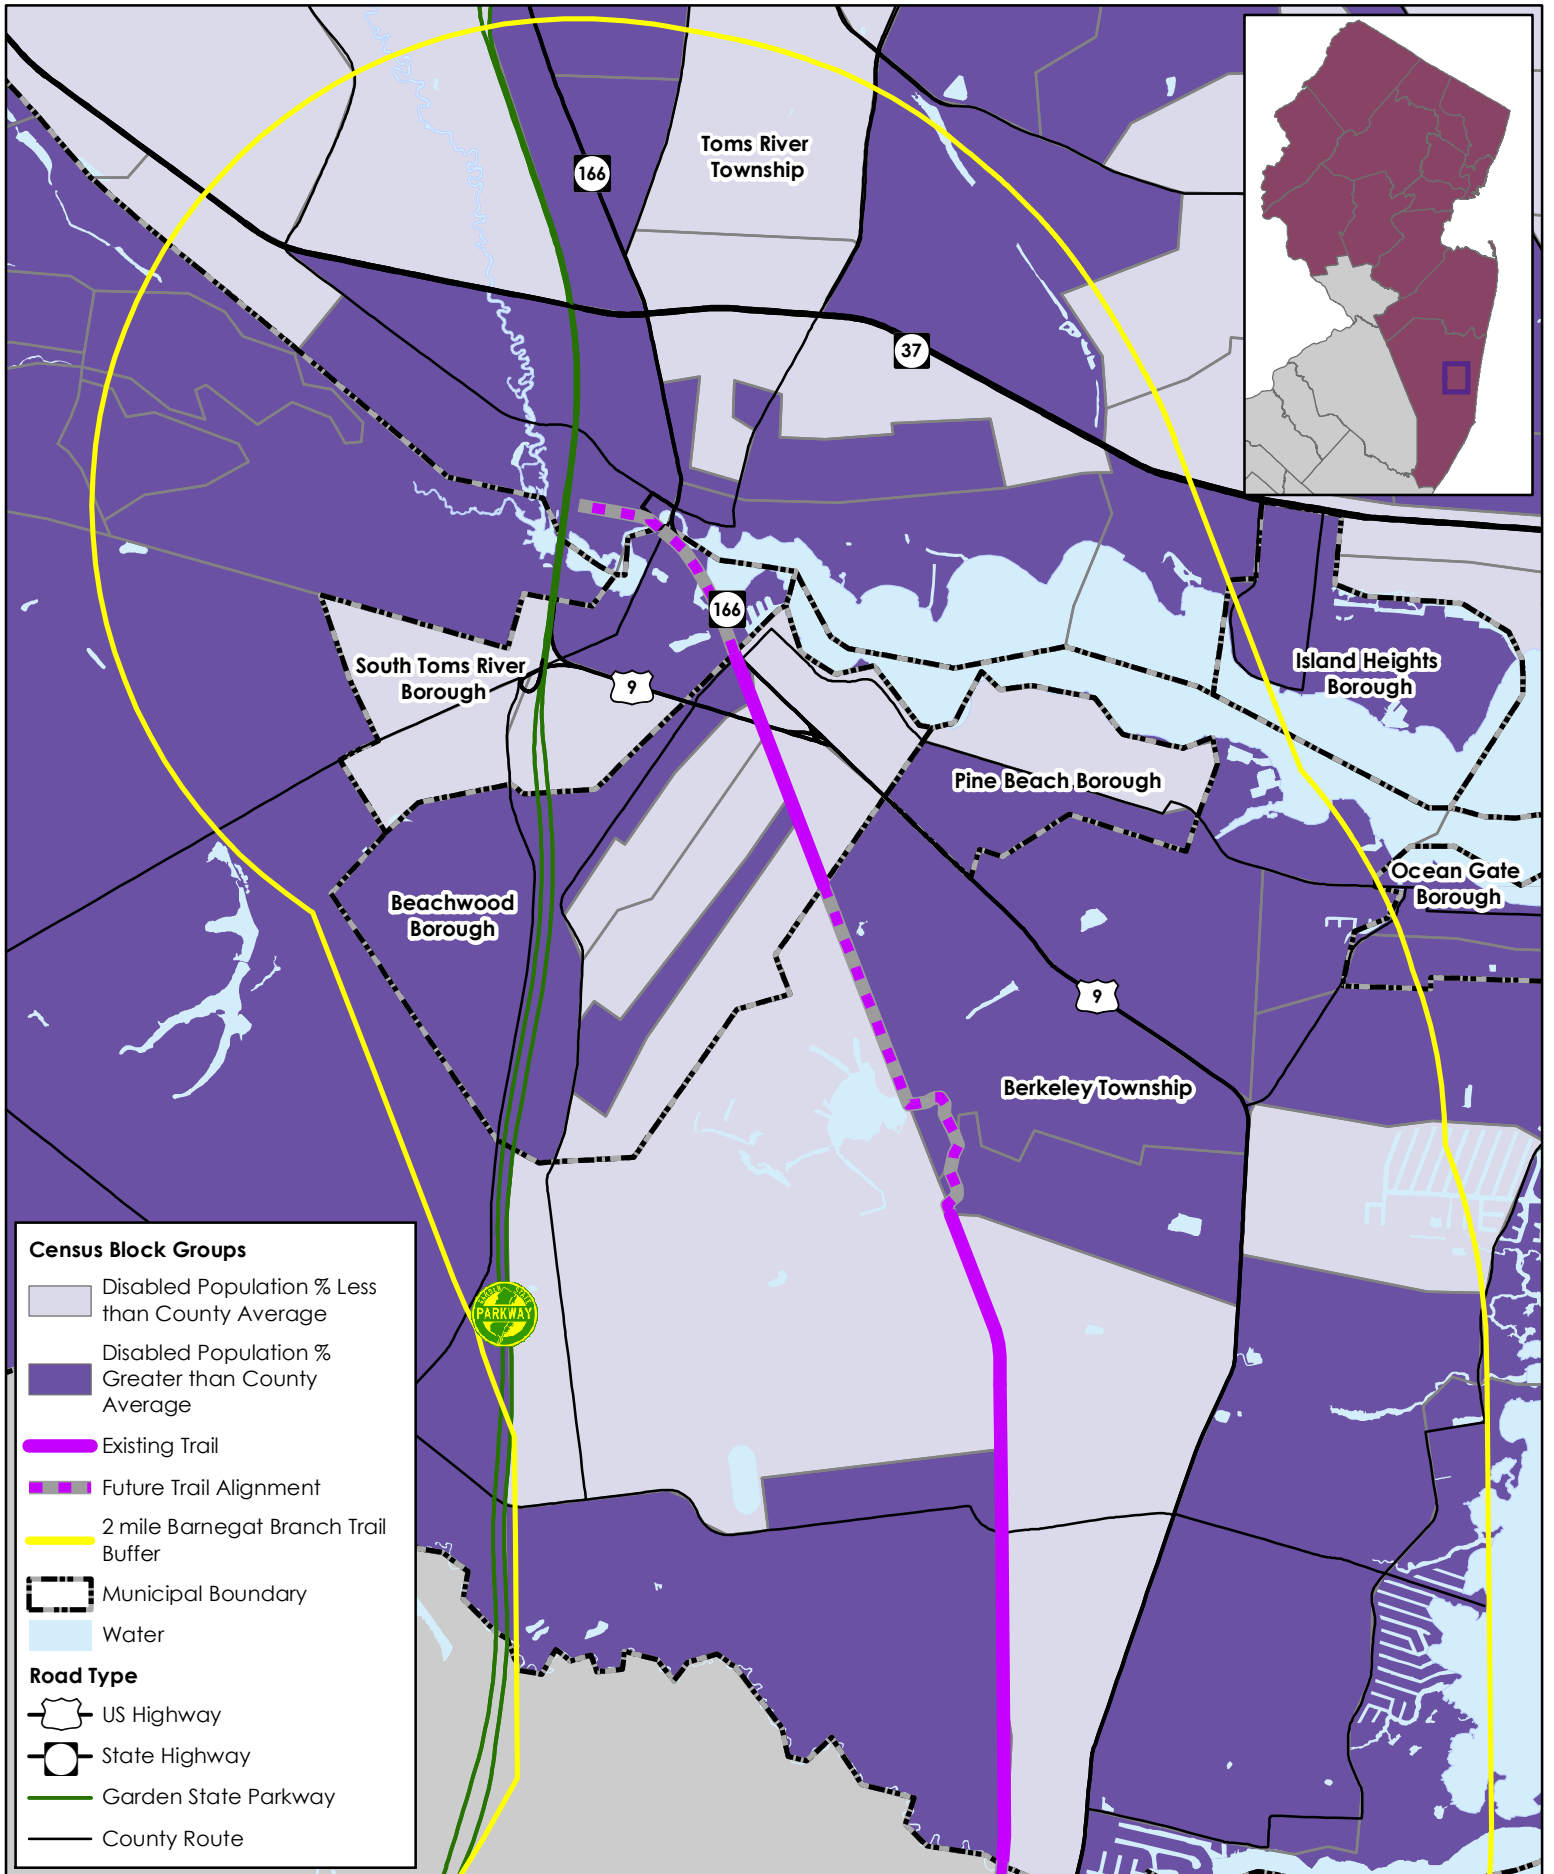 Toms River
Township
166
37
166
South Toms River
Borough
9
Island Heights
Borough
Pine Beach Borough
Ocean Gate
Borough
Beachwood
Borough
9
Berkeley Township
GARDEN STATE
PARKWAY
Census Block Groups
Disabled Population % Less
than County Average
Disabled Population %
Greater than County
Average
Existing Trail
Future Trail Alignment
2 mile Barnegat Branch Trail
Buffer
Municipal Boundary
Water
Road Type
US Highway
State Highway
Garden State Parkway
County Route